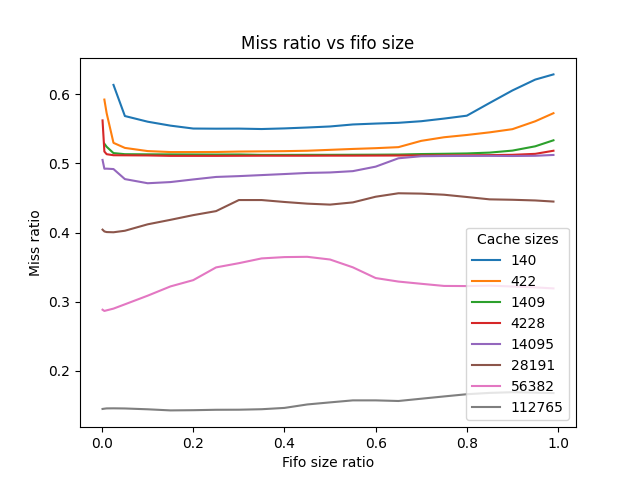 Miss ratio vs fifo size
Miss ratio
0.6
0.5
0.4
0.3
0.2
Cache sizes
140
422
1409
4228
14095
28191
56382
112765
0.0 0.2 0.4 0.6 0.8 1.0
Fifo size ratio